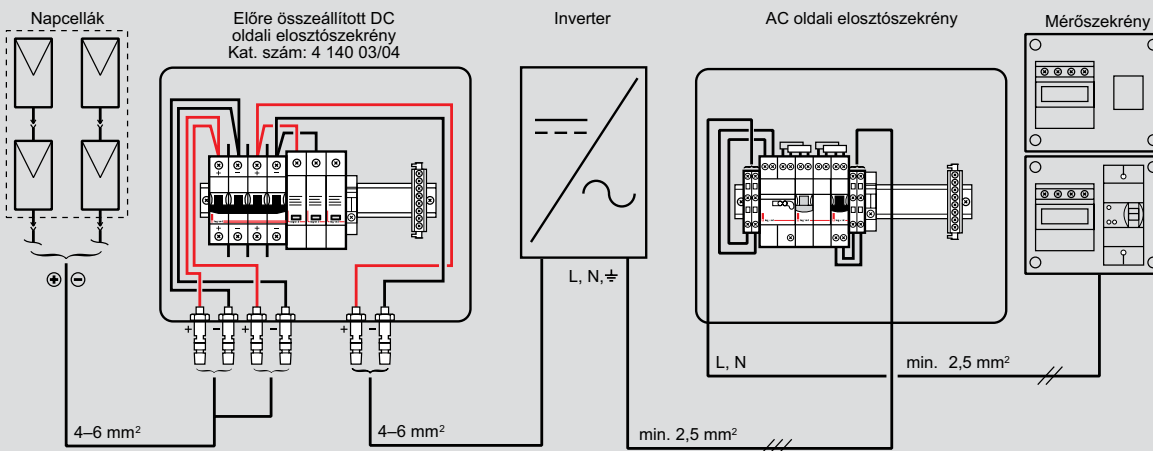 Napcellák
Előre összeállított DC
oldali elosztószekrény
Kat. szám: 4 140 03/04
Inverter
AC oldali elosztószekrény
Mérőszekrény
+ - + -
+ - + -
L, N,⏚
+ -
+ - + - + -
L, N
min. 2,5 mm²
4–6 mm²
4–6 mm²
min. 2,5 mm²